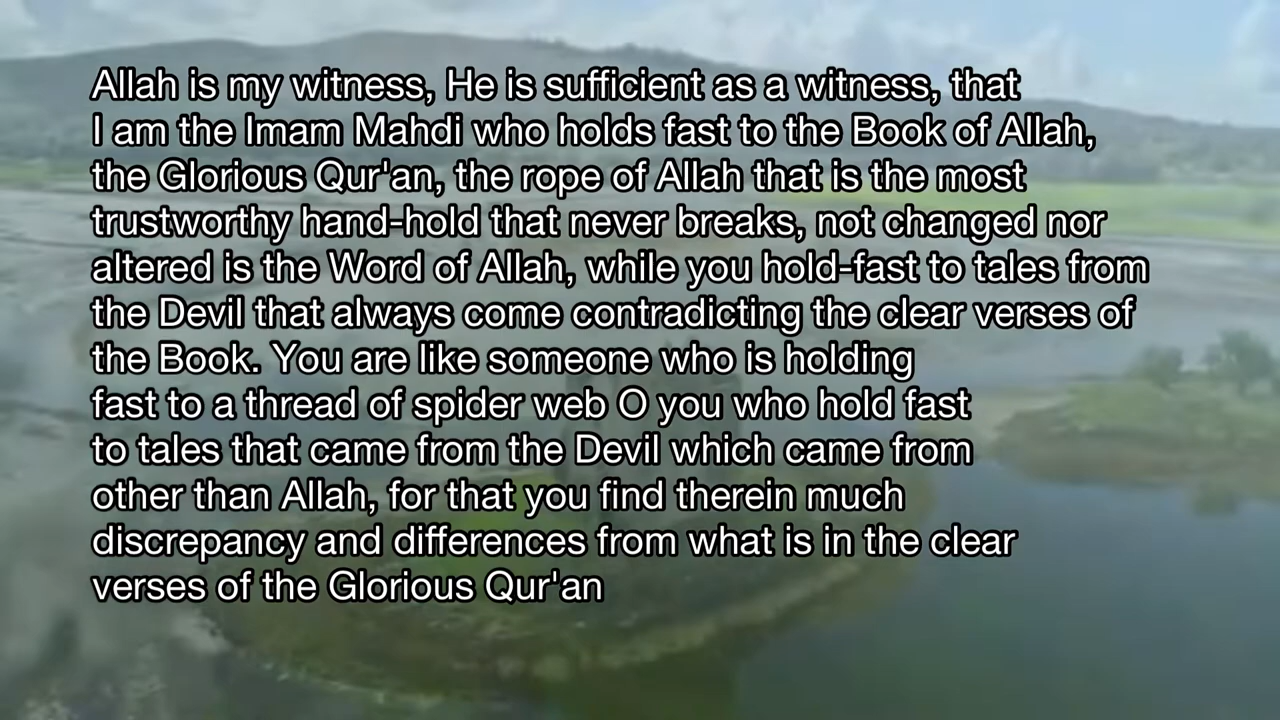 Allah is my witness, He is sufficient as a witness, that
I am the Imam Mahdi who holds fast to the Book of Allah,
the Glorious Qur'an, the rope of Allah that is the most
trustworthy hand-hold that never breaks, not changed nor
altered is the Word of Allah, while you hold-fast to tales from
the Devil that always come contradicting the clear verses of
the Book. You are like someone who is holding
fast to a thread of spider web O you who hold fast
to tales that came from the Devil which came from
other than Allah, for that you find therein much
discrepancy and differences from what is in the clear
verses of the Glorious Qur'an